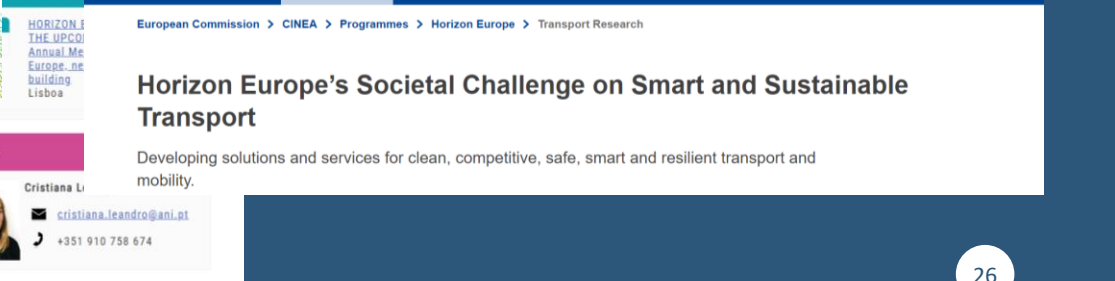 HORIZON E
THE UPCO
Annual Me
Europe, ne
building
Lisboa
European Commission > CINEA > Programmes > Horizon Europe > Transport Research
Horizon Europe’s Societal Challenge on Smart and Sustainable
Transport
Developing solutions and services for clean, competitive, safe, smart and resilient transport and
mobility.
Cristiana L
cristiana.leandro@ani.pt
+351 910 758 674
26